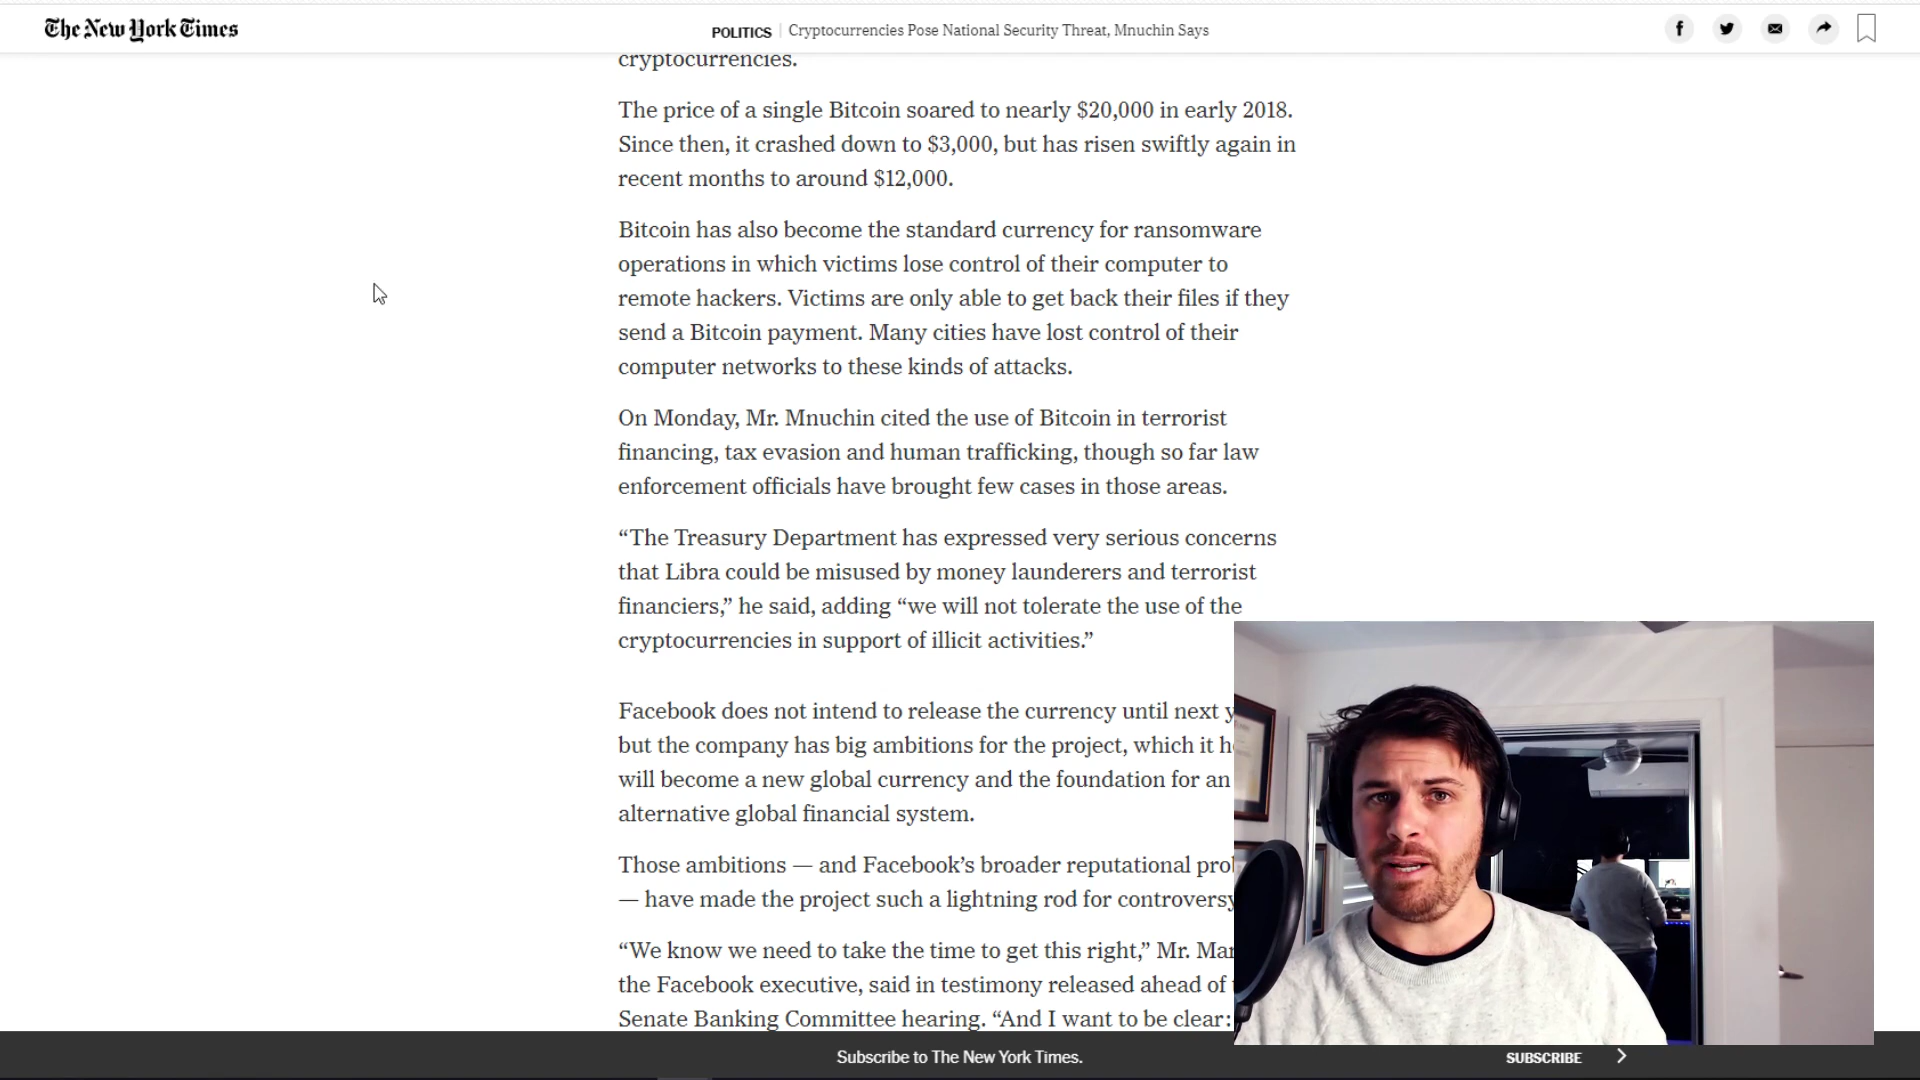 The New York Times
POLITICS | Cryptocurrencies Pose National Security Threat, Mnuchin Says
cryptocurrencies.
The price of a single Bitcoin soared to nearly $20,000 in early 2018.
Since then, it crashed down to $3,000, but has risen swiftly again in
recent months to around $12,000.
Bitcoin has also become the standard currency for ransomware
operations in which victims lose control of their computer to
remote hackers. Victims are only able to get back their files if they
send a Bitcoin payment. Many cities have lost control of their
computer networks to these kinds of attacks.
On Monday, Mr. Mnuchin cited the use of Bitcoin in terrorist
financing, tax evasion and human trafficking, though so far law
enforcement officials have brought few cases in those areas.
“The Treasury Department has expressed very serious concerns
that Libra could be misused by money launderers and terrorist
financiers,” he said, adding “we will not tolerate the use of the
cryptocurrencies in support of illicit activities.”
Facebook does not intend to release the currency until next
but the company has big ambitions for the project, which it
will become a new global currency and the foundation for an
alternative global financial system.
Those ambitions — and Facebook’s broader reputational
— have made the project such a lightning rod for controversy
“We know we need to take the time to get this right,” Mr.
the Facebook executive, said in testimony released ahead of
Senate Banking Committee hearing. “And I want to be clear:
Subscribe to The New York Times.
SUBSCRIBE